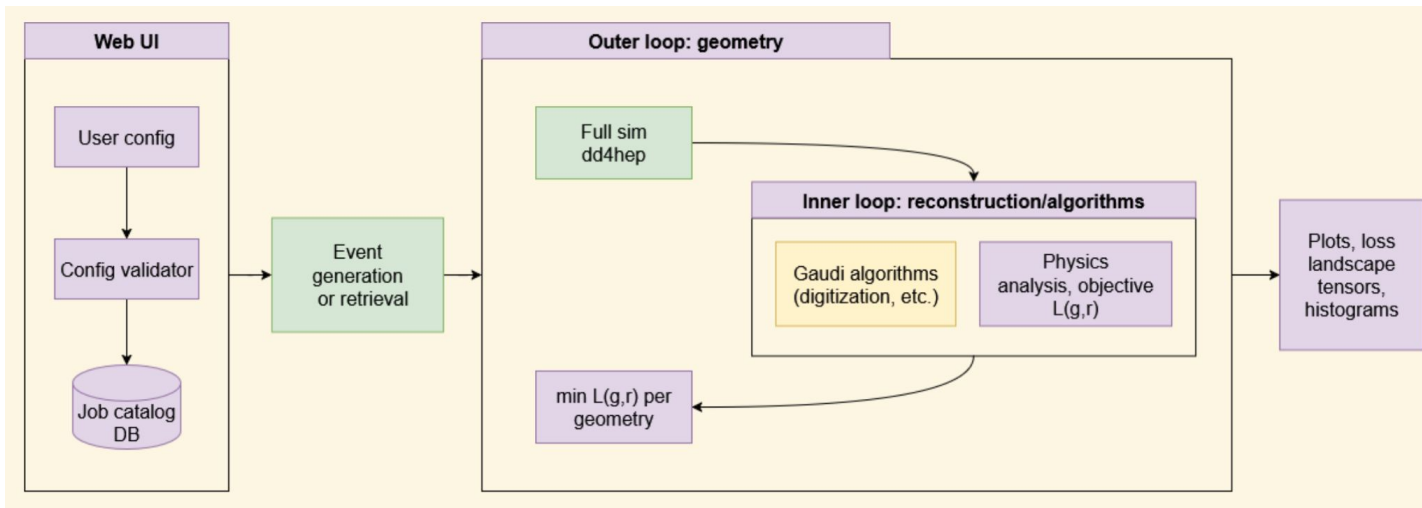 Web UI
User config
Config validator
Job catalog
DB
Event
generation
or retrieval
Outer loop: geometry
Full sim
dd4hep
Inner loop: reconstruction/algorithms
Gaudi algorithms
(digitization, etc.)
Physics
analysis, objective
L(g,r)
min L(g,r) per
geometry
Plots, loss
landscape
tensors,
histograms